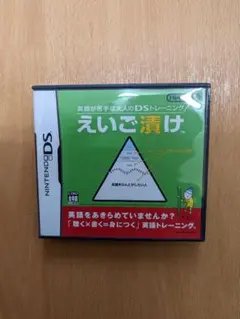 英語が苦手な大人のDSトレーニング
えいご漬け
NINTENDO DS
英語をあきらめていませんか?
「聴く×書く=身につく」英語トレーニング。